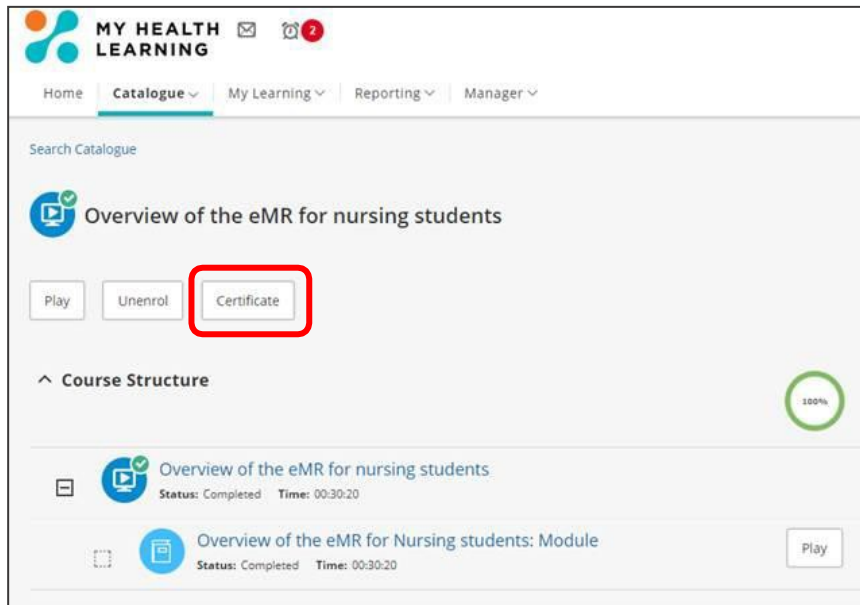 MY HEALTH
LEARNING
2
Home Catalogue My Learning Reporting Manager
Search Catalogue
Overview of the eMR for nursing students
Play Unenrol Certificate
Course Structure
100%
Overview of the eMR for nursing students
Status: Completed Time: 00:30:20
Overview of the eMR for Nursing students: Module
Play
Status: Completed Time: 00:30:20